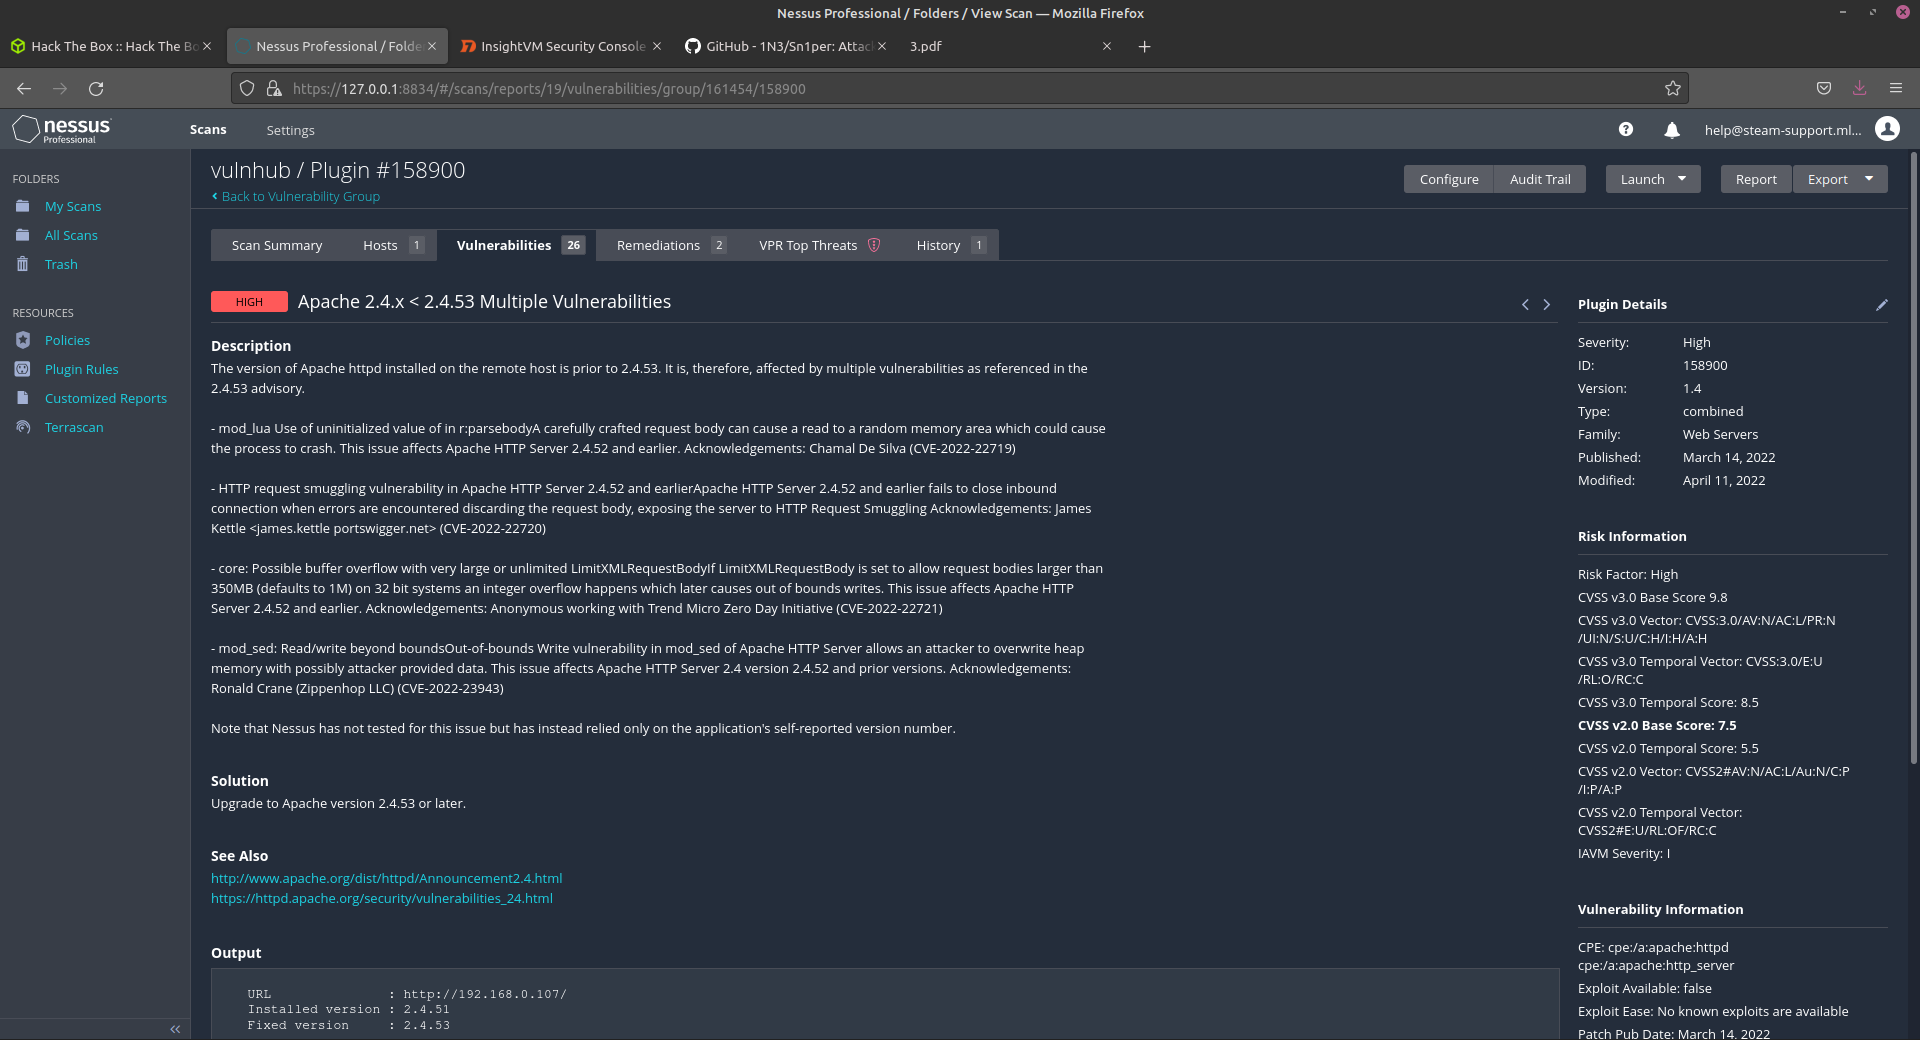 Nessus Professional / Folders / View Scan — Mozilla Firefox
Hack The Box :: Hack The Bo
Nessus Professional / Folde
InsightVM Security Console
GitHub - 1N3/Sn1per: Attac
3.pdf
https://127.0.0.1:8834/#/scans/reports/19/vulnerabilities/group/161454/158900
nessus
Professional
Scans
Settings
help@steam-support.ml...
FOLDERS
My Scans
All Scans
Trash
RESOURCES
Policies
Plugin Rules
Customized Reports
Terrascan
vulnhub / Plugin #158900
Back to Vulnerability Group
Configure
Audit Trail
Launch
Report
Export
Scan Summary
Hosts 1
Vulnerabilities 26
Remediations 2
VPR Top Threats
History 1
HIGH
Apache 2.4.x < 2.4.53 Multiple Vulnerabilities
Description
The version of Apache httpd installed on the remote host is prior to 2.4.53. It is, therefore, affected by multiple vulnerabilities as referenced in the
2.4.53 advisory.
- mod_lua Use of uninitialized value of in r:parsebodyA carefully crafted request body can cause a read to a random memory area which could cause
the process to crash. This issue affects Apache HTTP Server 2.4.52 and earlier. Acknowledgements: Chamal De Silva (CVE-2022-22719)
- HTTP request smuggling vulnerability in Apache HTTP Server 2.4.52 and earlierApache HTTP Server 2.4.52 and earlier fails to close inbound
connection when errors are encountered discarding the request body, exposing the server to HTTP Request Smuggling Acknowledgements: James
Kettle <james.kettle portswigger.net> (CVE-2022-22720)
- core: Possible buffer overflow with very large or unlimited LimitXMLRequestBodyIf LimitXMLRequestBody is set to allow request bodies larger than
350MB (defaults to 1M) on 32 bit systems an integer overflow happens which later causes out of bounds writes. This issue affects Apache HTTP
Server 2.4.52 and earlier. Acknowledgements: Anonymous working with Trend Micro Zero Day Initiative (CVE-2022-22721)
- mod_sed: Read/write beyond boundsOut-of-bounds Write vulnerability in mod_sed of Apache HTTP Server allows an attacker to overwrite heap
memory with possibly attacker provided data. This issue affects Apache HTTP Server 2.4 version 2.4.52 and prior versions. Acknowledgements:
Ronald Crane (Zippenhop LLC) (CVE-2022-23943)
Note that Nessus has not tested for this issue but has instead relied only on the application's self-reported version number.
Solution
Upgrade to Apache version 2.4.53 or later.
See Also
http://www.apache.org/dist/httpd/Announcement2.4.html
https://httpd.apache.org/security/vulnerabilities_24.html
Output
URL : http://192.168.0.107/
Installed version : 2.4.51
Fixed version : 2.4.53
Plugin Details
Severity: High
ID: 158900
Version: 1.4
Type: combined
Family: Web Servers
Published: March 14, 2022
Modified: April 11, 2022
Risk Information
Risk Factor: High
CVSS v3.0 Base Score 9.8
CVSS v3.0 Vector: CVSS:3.0/AV:N/AC:L/PR:N
/UI:N/S:U/C:H/I:H/A:H
CVSS v3.0 Temporal Vector: CVSS:3.0/E:U
/RL:O/RC:C
CVSS v3.0 Temporal Score: 8.5
CVSS v2.0 Base Score: 7.5
CVSS v2.0 Temporal Score: 5.5
CVSS v2.0 Vector: CVSS2#AV:N/AC:L/Au:N/C:P
/I:P/A:P
CVSS v2.0 Temporal Vector:
CVSS2#E:U/RL:OF/RC:C
IAVM Severity: I
Vulnerability Information
CPE: cpe:/a:apache:httpd
cpe:/a:apache:http_server
Exploit Available: false
Exploit Ease: No known exploits are available
Patch Pub Date: March 14, 2022